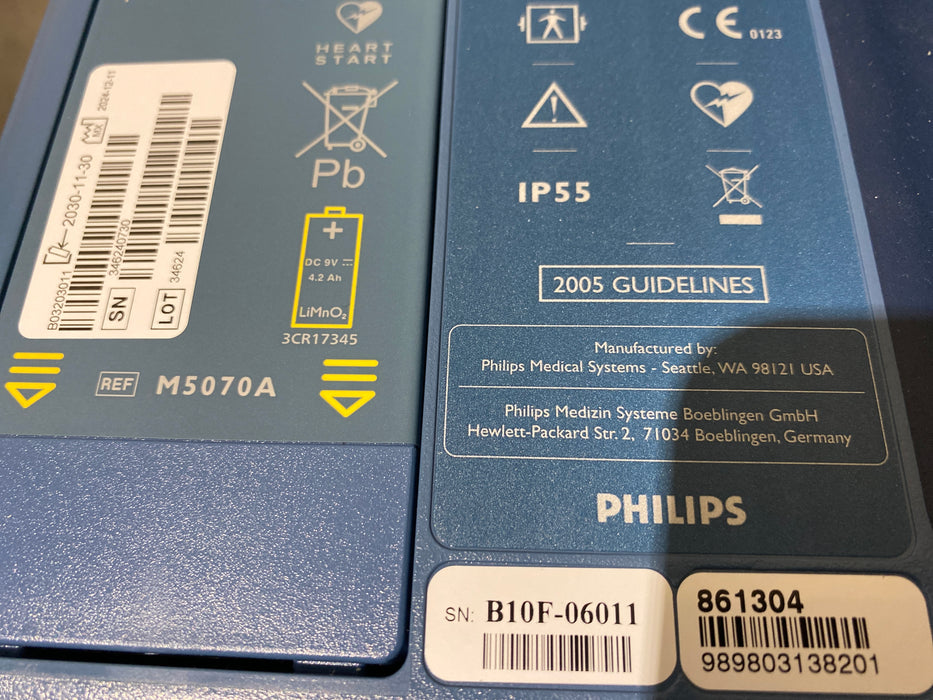 HEART
START
Pb
DC 9V
4.2 Ah
LiMnO₂
3CR17345
REF M5070A
B03203011
2030-11-30
MX
2024-12-11
SN
346240730
LOT
34624
CE 0123
IP55
2005 GUIDELINES
Manufactured by:
Philips Medical Systems - Seattle, WA 98121 USA
Philips Medizin Systeme Boeblingen GmbH
Hewlett-Packard Str. 2, 71034 Boeblingen, Germany
PHILIPS
SN: B10F-06011
861304
989803138201